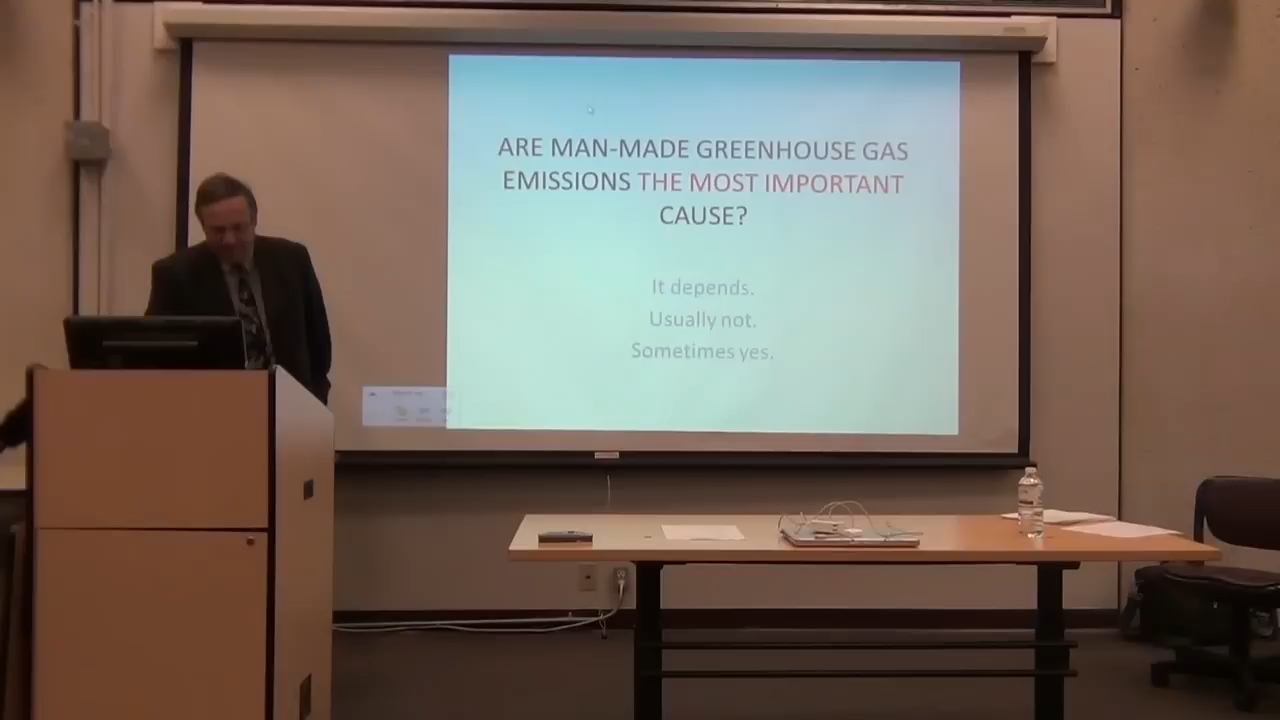 ARE MAN-MADE GREENHOUSE GAS
EMISSIONS THE MOST IMPORTANT
CAUSE?
It depends.
Usually not.
Sometimes yes.